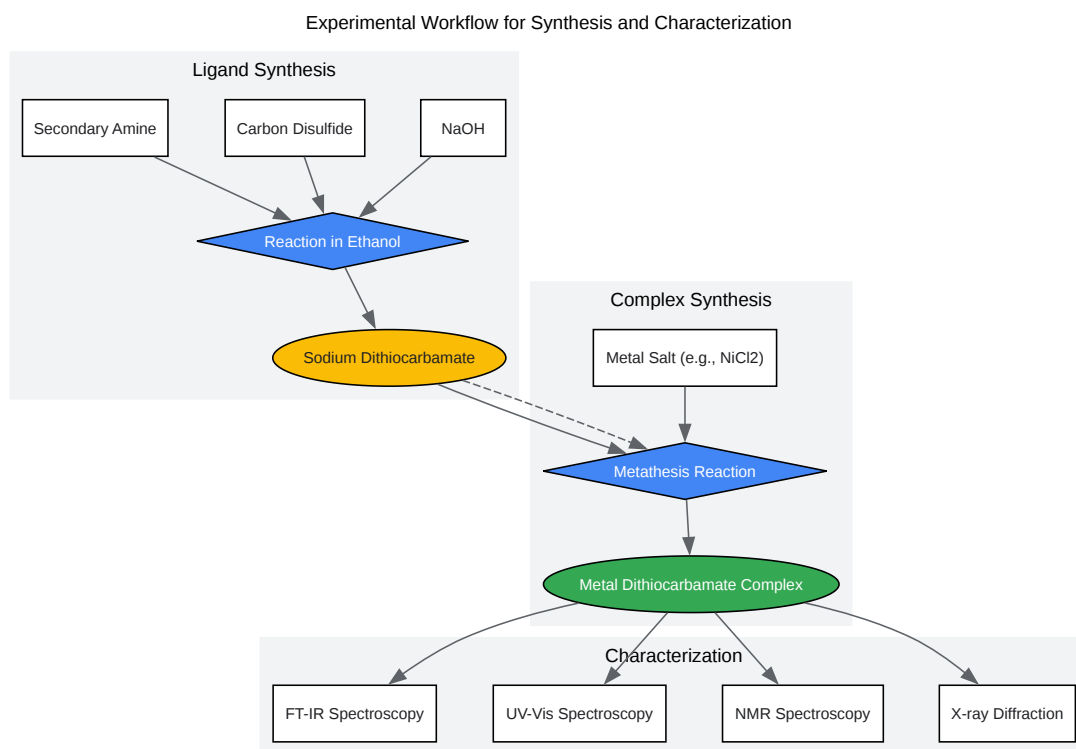 Experimental Workflow for Synthesis and Characterization
Ligand Synthesis
Secondary Amine
Carbon Disulfide
NaOH
Reaction in Ethanol
Sodium Dithiocarbamate
Complex Synthesis
Metal Salt (e.g., NiCl2)
Metathesis Reaction
Metal Dithiocarbamate Complex
Characterization
FT-IR Spectroscopy
UV-Vis Spectroscopy
NMR Spectroscopy
X-ray Diffraction